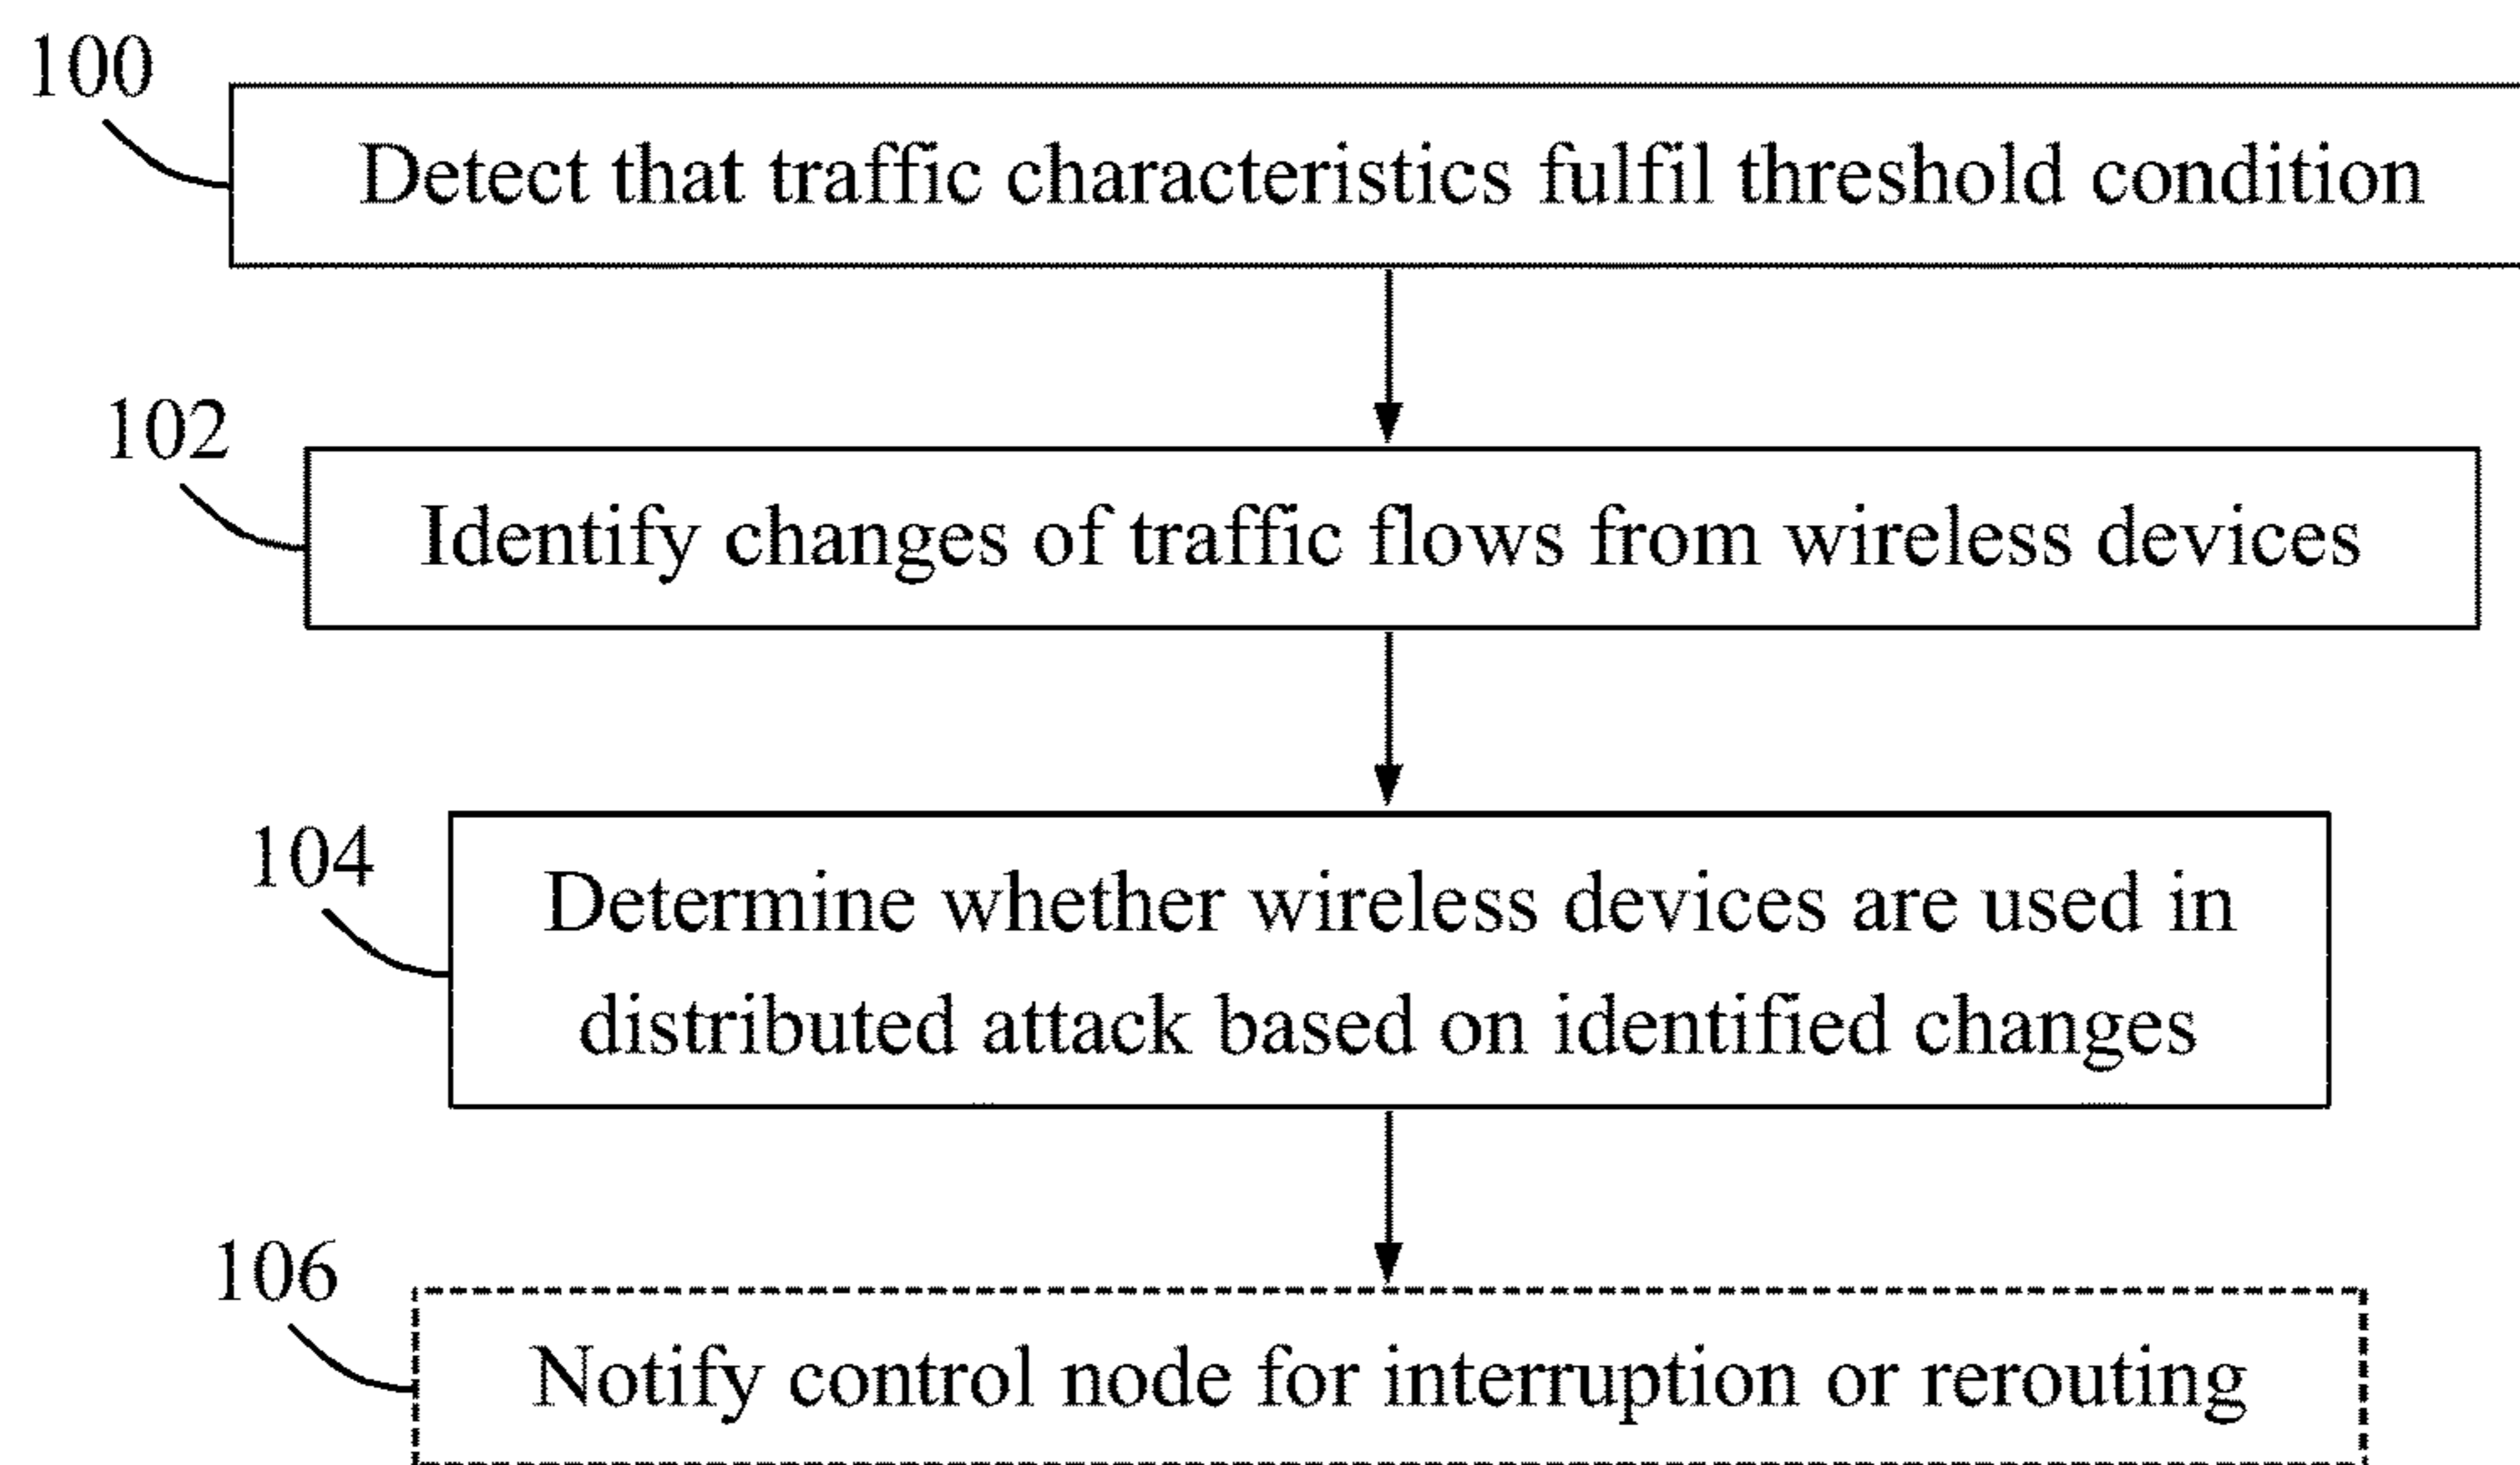 100
Detect that traffic characteristics fulfil threshold condition
102
Identify changes of traffic flows from wireless devices
104
Determine whether wireless devices are used in
distributed attack based on identified changes
106
Notify control node for interruption or rerouting